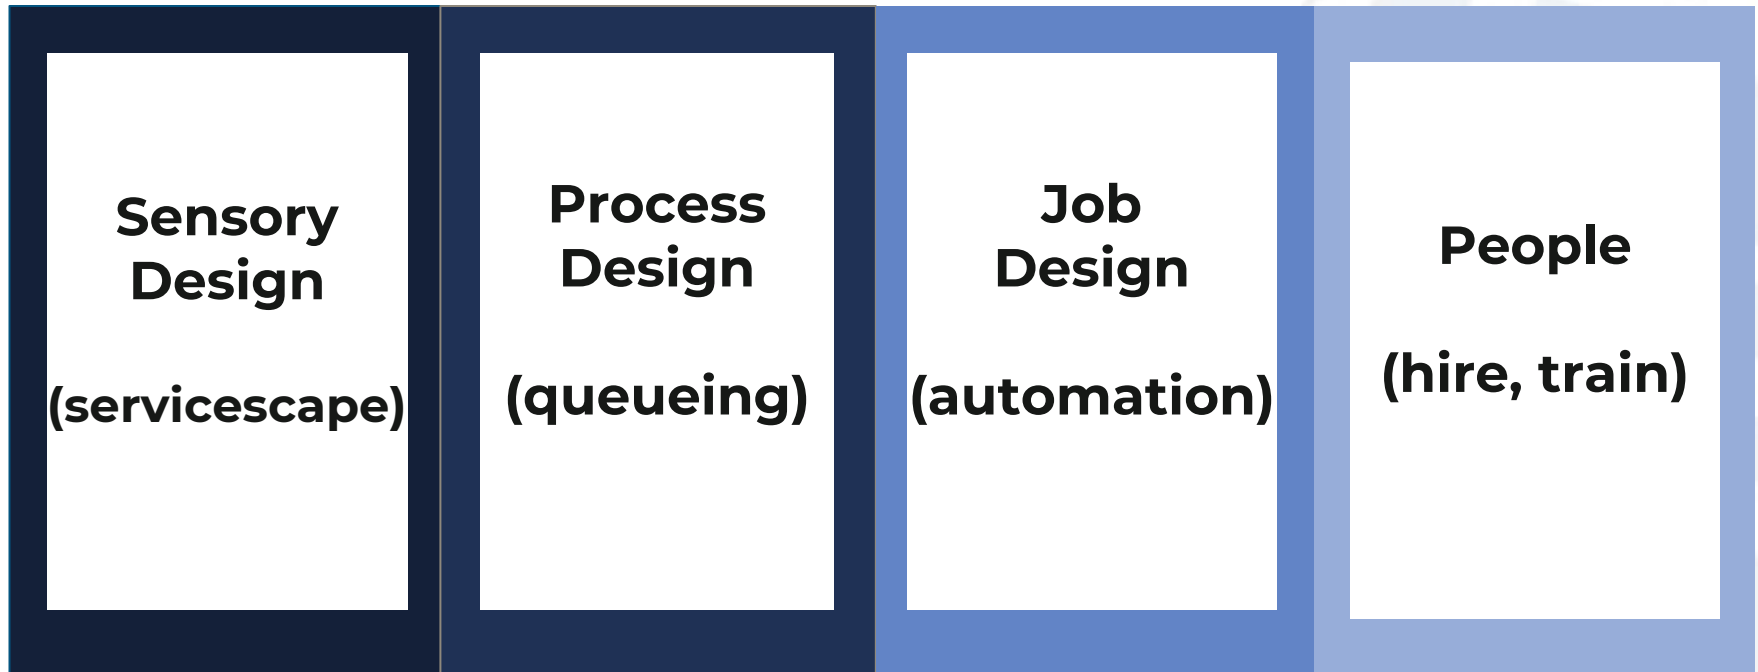 Sensory
Design
(servicescape)
Process
Design
(queueing)
Job
Design
(automation)
People
(hire, train)